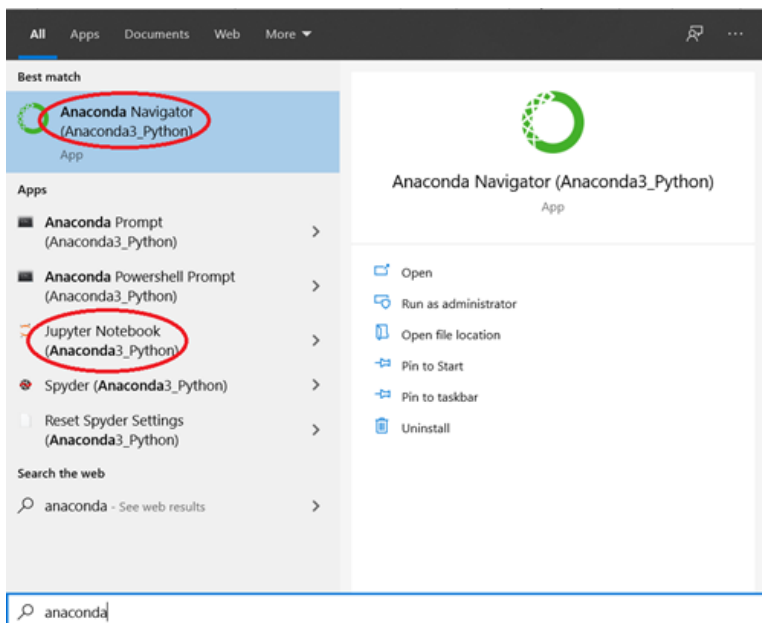 All Apps Documents Web More
Best match
Anaconda Navigator
(Anaconda3_Python)
App
Apps
Anaconda Prompt
(Anaconda3_Python)
Anaconda Powershell Prompt
(Anaconda3_Python)
Jupyter Notebook
(Anaconda3_Python)
Spyder (Anaconda3_Python)
Reset Spyder Settings
(Anaconda3_Python)
Search the web
anaconda - See web results
anaconda
Anaconda Navigator (Anaconda3_Python)
App
Open
Run as administrator
Open file location
Pin to Start
Pin to taskbar
Uninstall